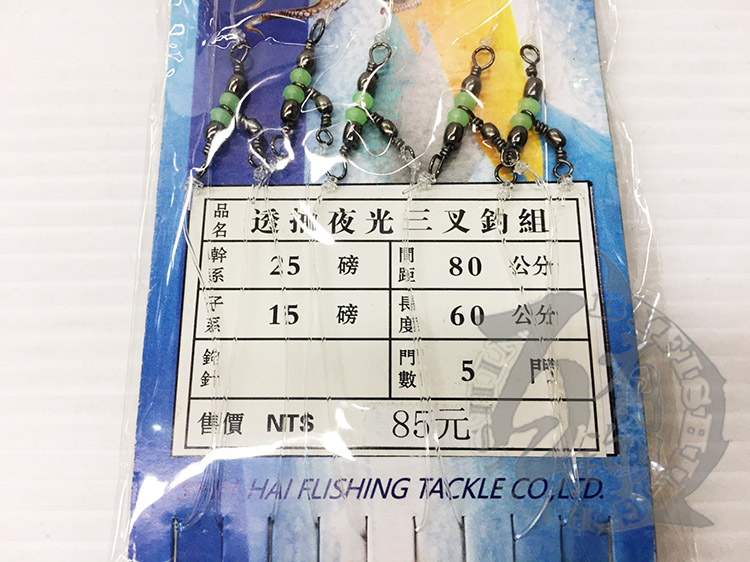 品名 透抽夜光三叉鈎組
幹系 25 磅 間距 80 公分
子系 15 磅 長度 60 公分
鈎針 門數 5 門
售價 NTS 85元
HAI FLISHING TACKLE CO.,LTD.